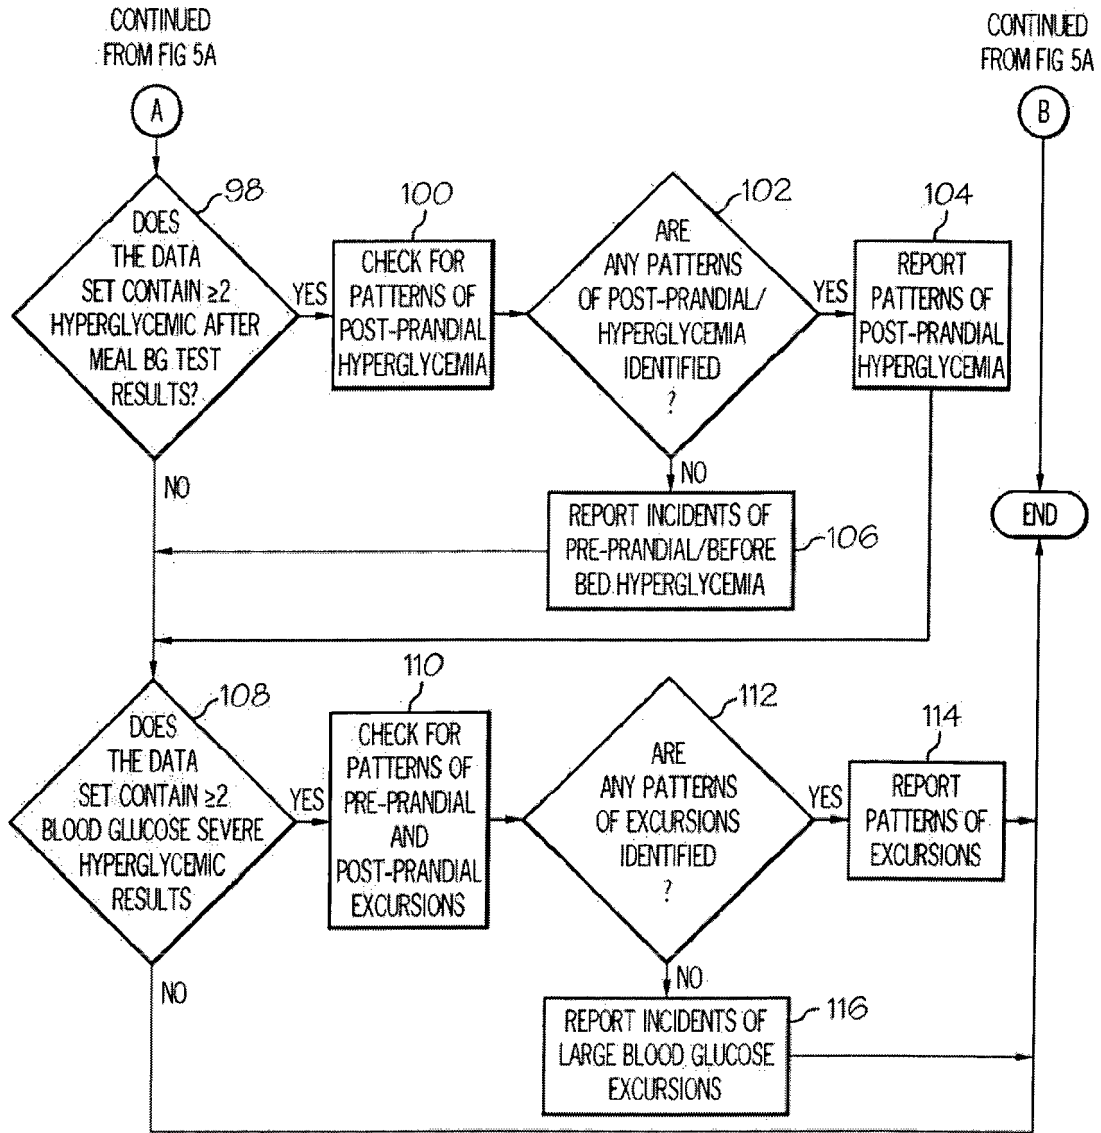 CONTINUED
FROM FIG 5A
A
CONTINUED
FROM FIG 5A
B
98
DOES
THE DATA
SET CONTAIN ≥2
HYPERGLYCEMIC AFTER
MEAL BG TEST
RESULTS?
YES
NO
100
CHECK FOR
PATTERNS OF
POST-PRANDIAL
HYPERGLYCEMIA
102
ARE
ANY PATTERNS
OF POST-PRANDIAL/
HYPERGLYCEMIA
IDENTIFIED
?
YES
NO
104
REPORT
PATTERNS OF
POST-PRANDIAL
HYPERGLYCEMIA
REPORT INCIDENTS OF
PRE-PRANDIAL/BEFORE
BED HYPERGLYCEMIA
106
END
108
DOES
THE DATA
SET CONTAIN ≥2
BLOOD GLUCOSE SEVERE
HYPERGLYCEMIC
RESULTS
YES
NO
110
CHECK FOR
PATTERNS OF
PRE-PRANDIAL
AND
POST-PRANDIAL
EXCURSIONS
112
ARE
ANY PATTERNS
OF EXCURSIONS
IDENTIFIED
?
YES
NO
114
REPORT
PATTERNS OF
EXCURSIONS
116
REPORT INCIDENTS OF
LARGE BLOOD GLUCOSE
EXCURSIONS